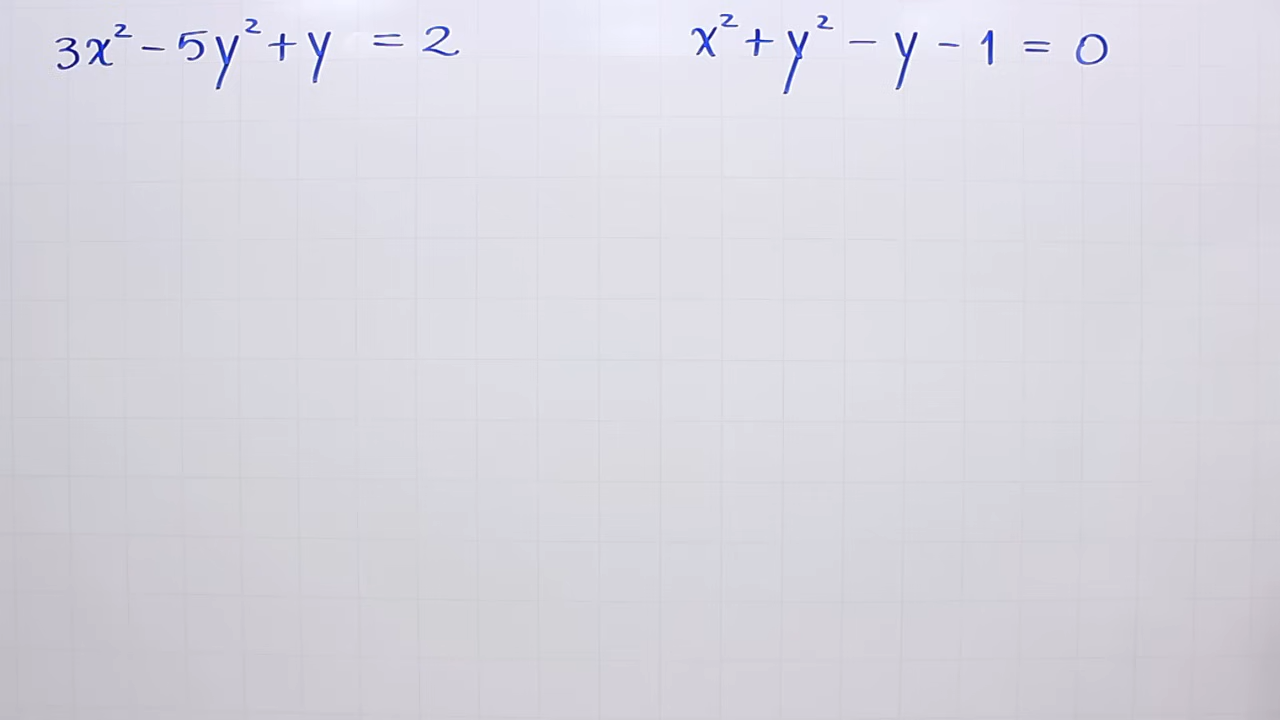 3x² - 5y² + y = 2
x² + y² - y - 1 = 0